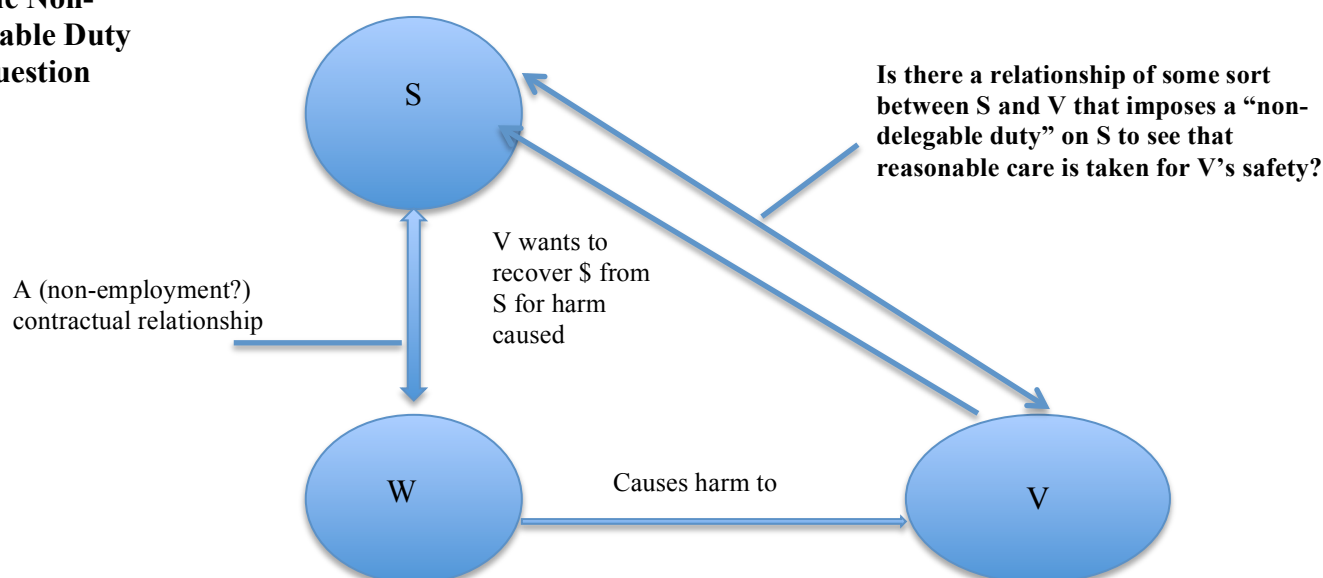 able Duty
uestion
S
Is there a relationship of some sort
between S and V that imposes a “non-
delegable duty” on S to see that
reasonable care is taken for V’s safety?
V wants to
recover $ from
S for harm
caused
A (non-employment?)
contractual relationship
W
Causes harm to
V